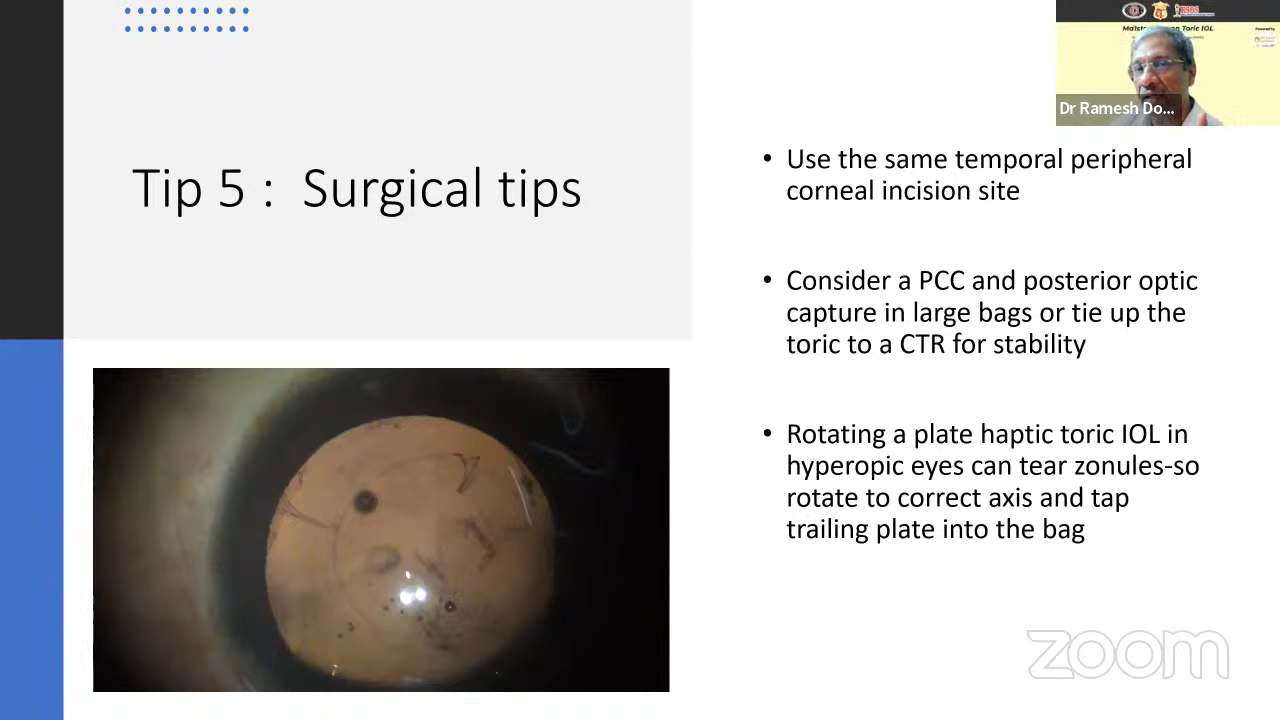 Toric IOL
Dr Ramesh Do...
Tip 5 : Surgical tips
• Use the same temporal peripheral
corneal incision site
• Consider a PCC and posterior optic
capture in large bags or tie up the
toric to a CTR for stability
• Rotating a plate haptic toric IOL in
hyperopic eyes can tear zonules-so
rotate to correct axis and tap
trailing plate into the bag
zoom